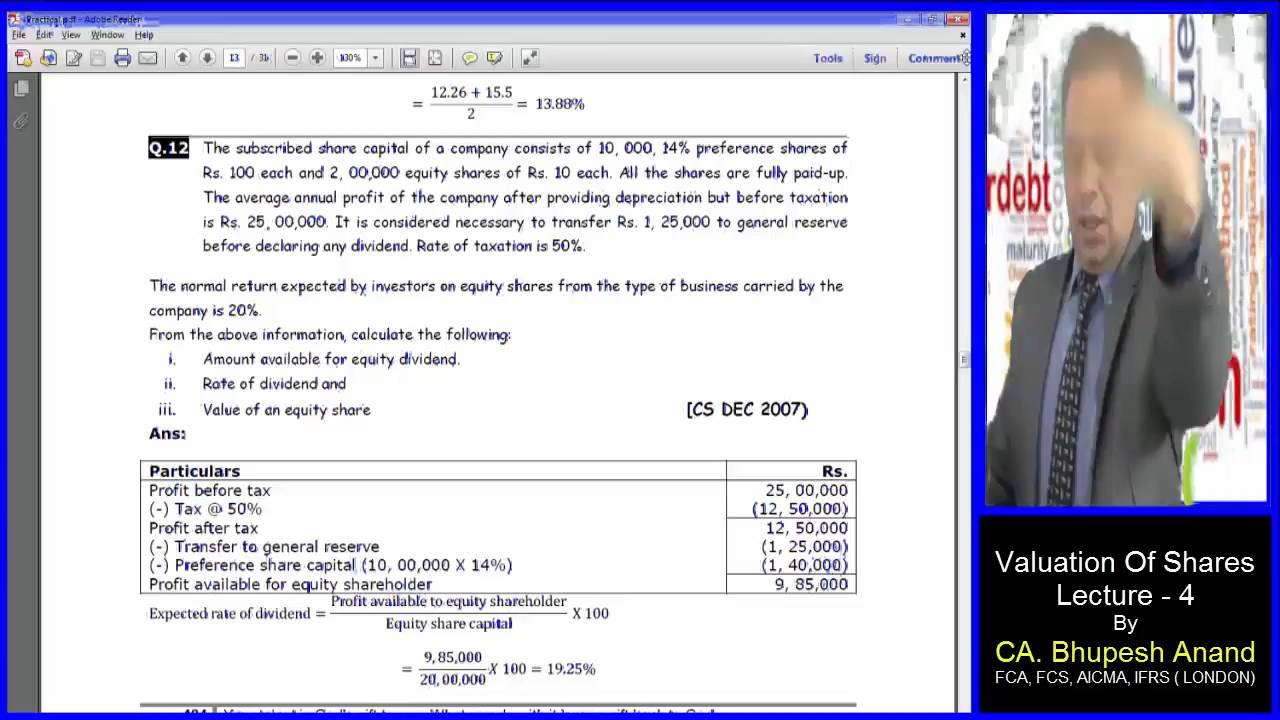 Practical.pdf - Adobe Reader
File Edit View Window Help
13 / 31 130% Tools Sign Comment
= 12.26 + 15.5 / 2 = 13.88%
Q.12 The subscribed share capital of a company consists of 10, 000, 14% preference shares of
Rs. 100 each and 2, 00,000 equity shares of Rs. 10 each. All the shares are fully paid-up.
The average annual profit of the company after providing depreciation but before taxation
is Rs. 25, 00,000. It is considered necessary to transfer Rs. 1, 25,000 to general reserve
before declaring any dividend. Rate of taxation is 50%.
The normal return expected by investors on equity shares from the type of business carried by the
company is 20%.
From the above information, calculate the following:
i. Amount available for equity dividend.
ii. Rate of dividend and
iii. Value of an equity share [CS DEC 2007)
Ans:
Particulars Rs.
Profit before tax 25, 00,000
(-) Tax @ 50% (12, 50,000)
Profit after tax 12, 50,000
(-) Transfer to general reserve (1, 25,000)
(-) Preference share capital (10, 00,000 X 14%) (1, 40,000)
Profit available for equity shareholder 9, 85,000
Expected rate of dividend = Profit available to equity shareholder / Equity share capital X 100
= 9, 85,000 / 20, 00,000 X 100 = 19.25%
debt
maturity
rate
ue
Valuation Of Shares
Lecture - 4
By
CA. Bhupesh Anand
FCA, FCS, AICMA, IFRS ( LONDON)